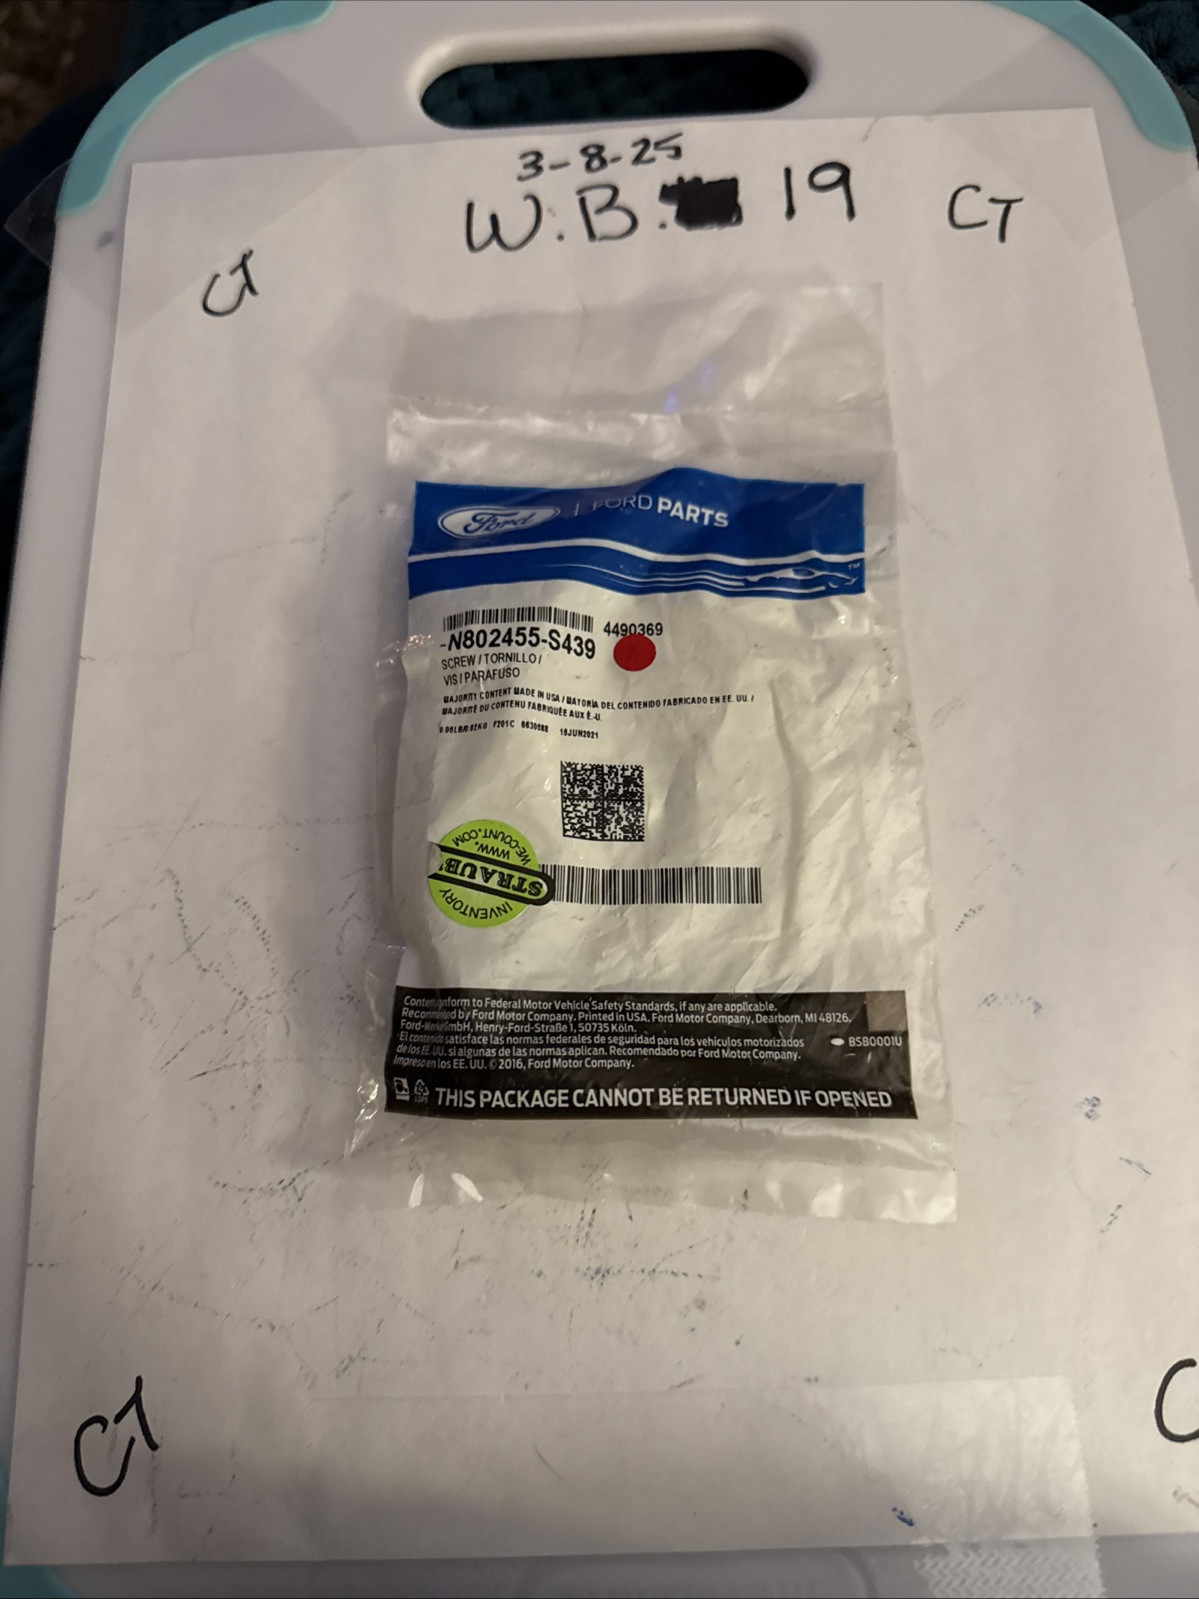 3-8-25
W.B. 19
CT
CT
Ford | FORD PARTS
TM
-N802455-S439
4490369
SCREW / TORNILLO /
VIS / PARAFUSO
MAJORITY CONTENT MADE IN USA / MAYORÍA DEL CONTENIDO FABRICADO EN EE. UU. /
MAJORITÉ DU CONTENU FABRIQUÉE AUX É.-U.
F201C 16JUN2021
WWW.
WE-COUNT.COM
STRAUB
INVENTORY
to Federal Motor Vehicle Safety Standards, if any are applicable.
Recommended by Ford Motor Company. Printed in USA. Ford Motor Company, Dearborn, MI 48126.
Ford-Werke GmbH, Henry-Ford-Straße 1, 50735 Köln.
El contenido satisface las normas federales de seguridad para los vehículos motorizados
de los EE. UU. si algunas de las normas aplican. Recomendado por Ford Motor Company.
Impreso en los EE. UU. © 2016, Ford Motor Company.
BSB0001U
THIS PACKAGE CANNOT BE RETURNED IF OPENED
CT
C